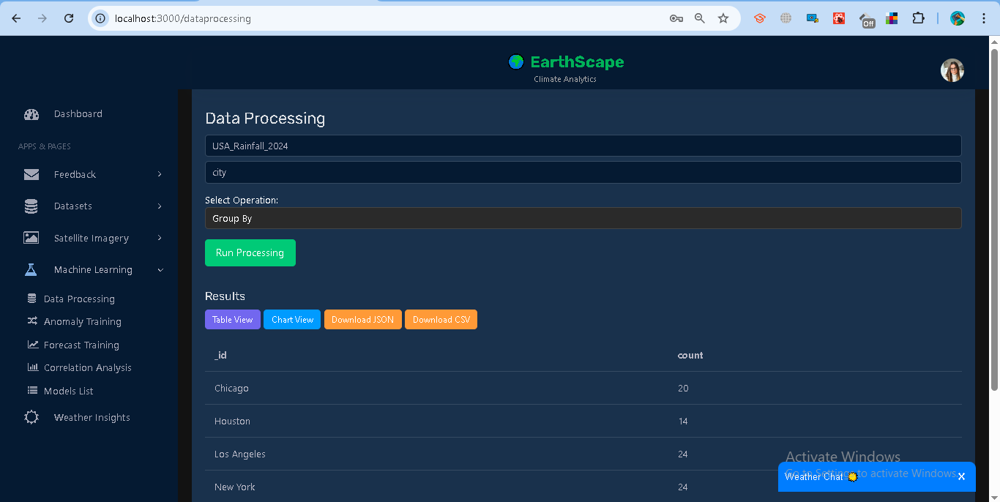 localhost:3000/dataprocessing
Off
EarthScape
Climate Analytics
Dashboard
APPS & PAGES
Feedback
Datasets
Satellite Imagery
Machine Learning
Data Processing
Anomaly Training
Forecast Training
Correlation Analysis
Models List
Weather Insights
Data Processing
USA_Rainfall_2024
city
Select Operation:
Group By
Run Processing
Results
Table View Chart View Download JSON Download CSV
_id count
Chicago 20
Houston 14
Los Angeles 24
New York 24
Activate Windows
Go to Settings to activate Windows.
Weather Chat